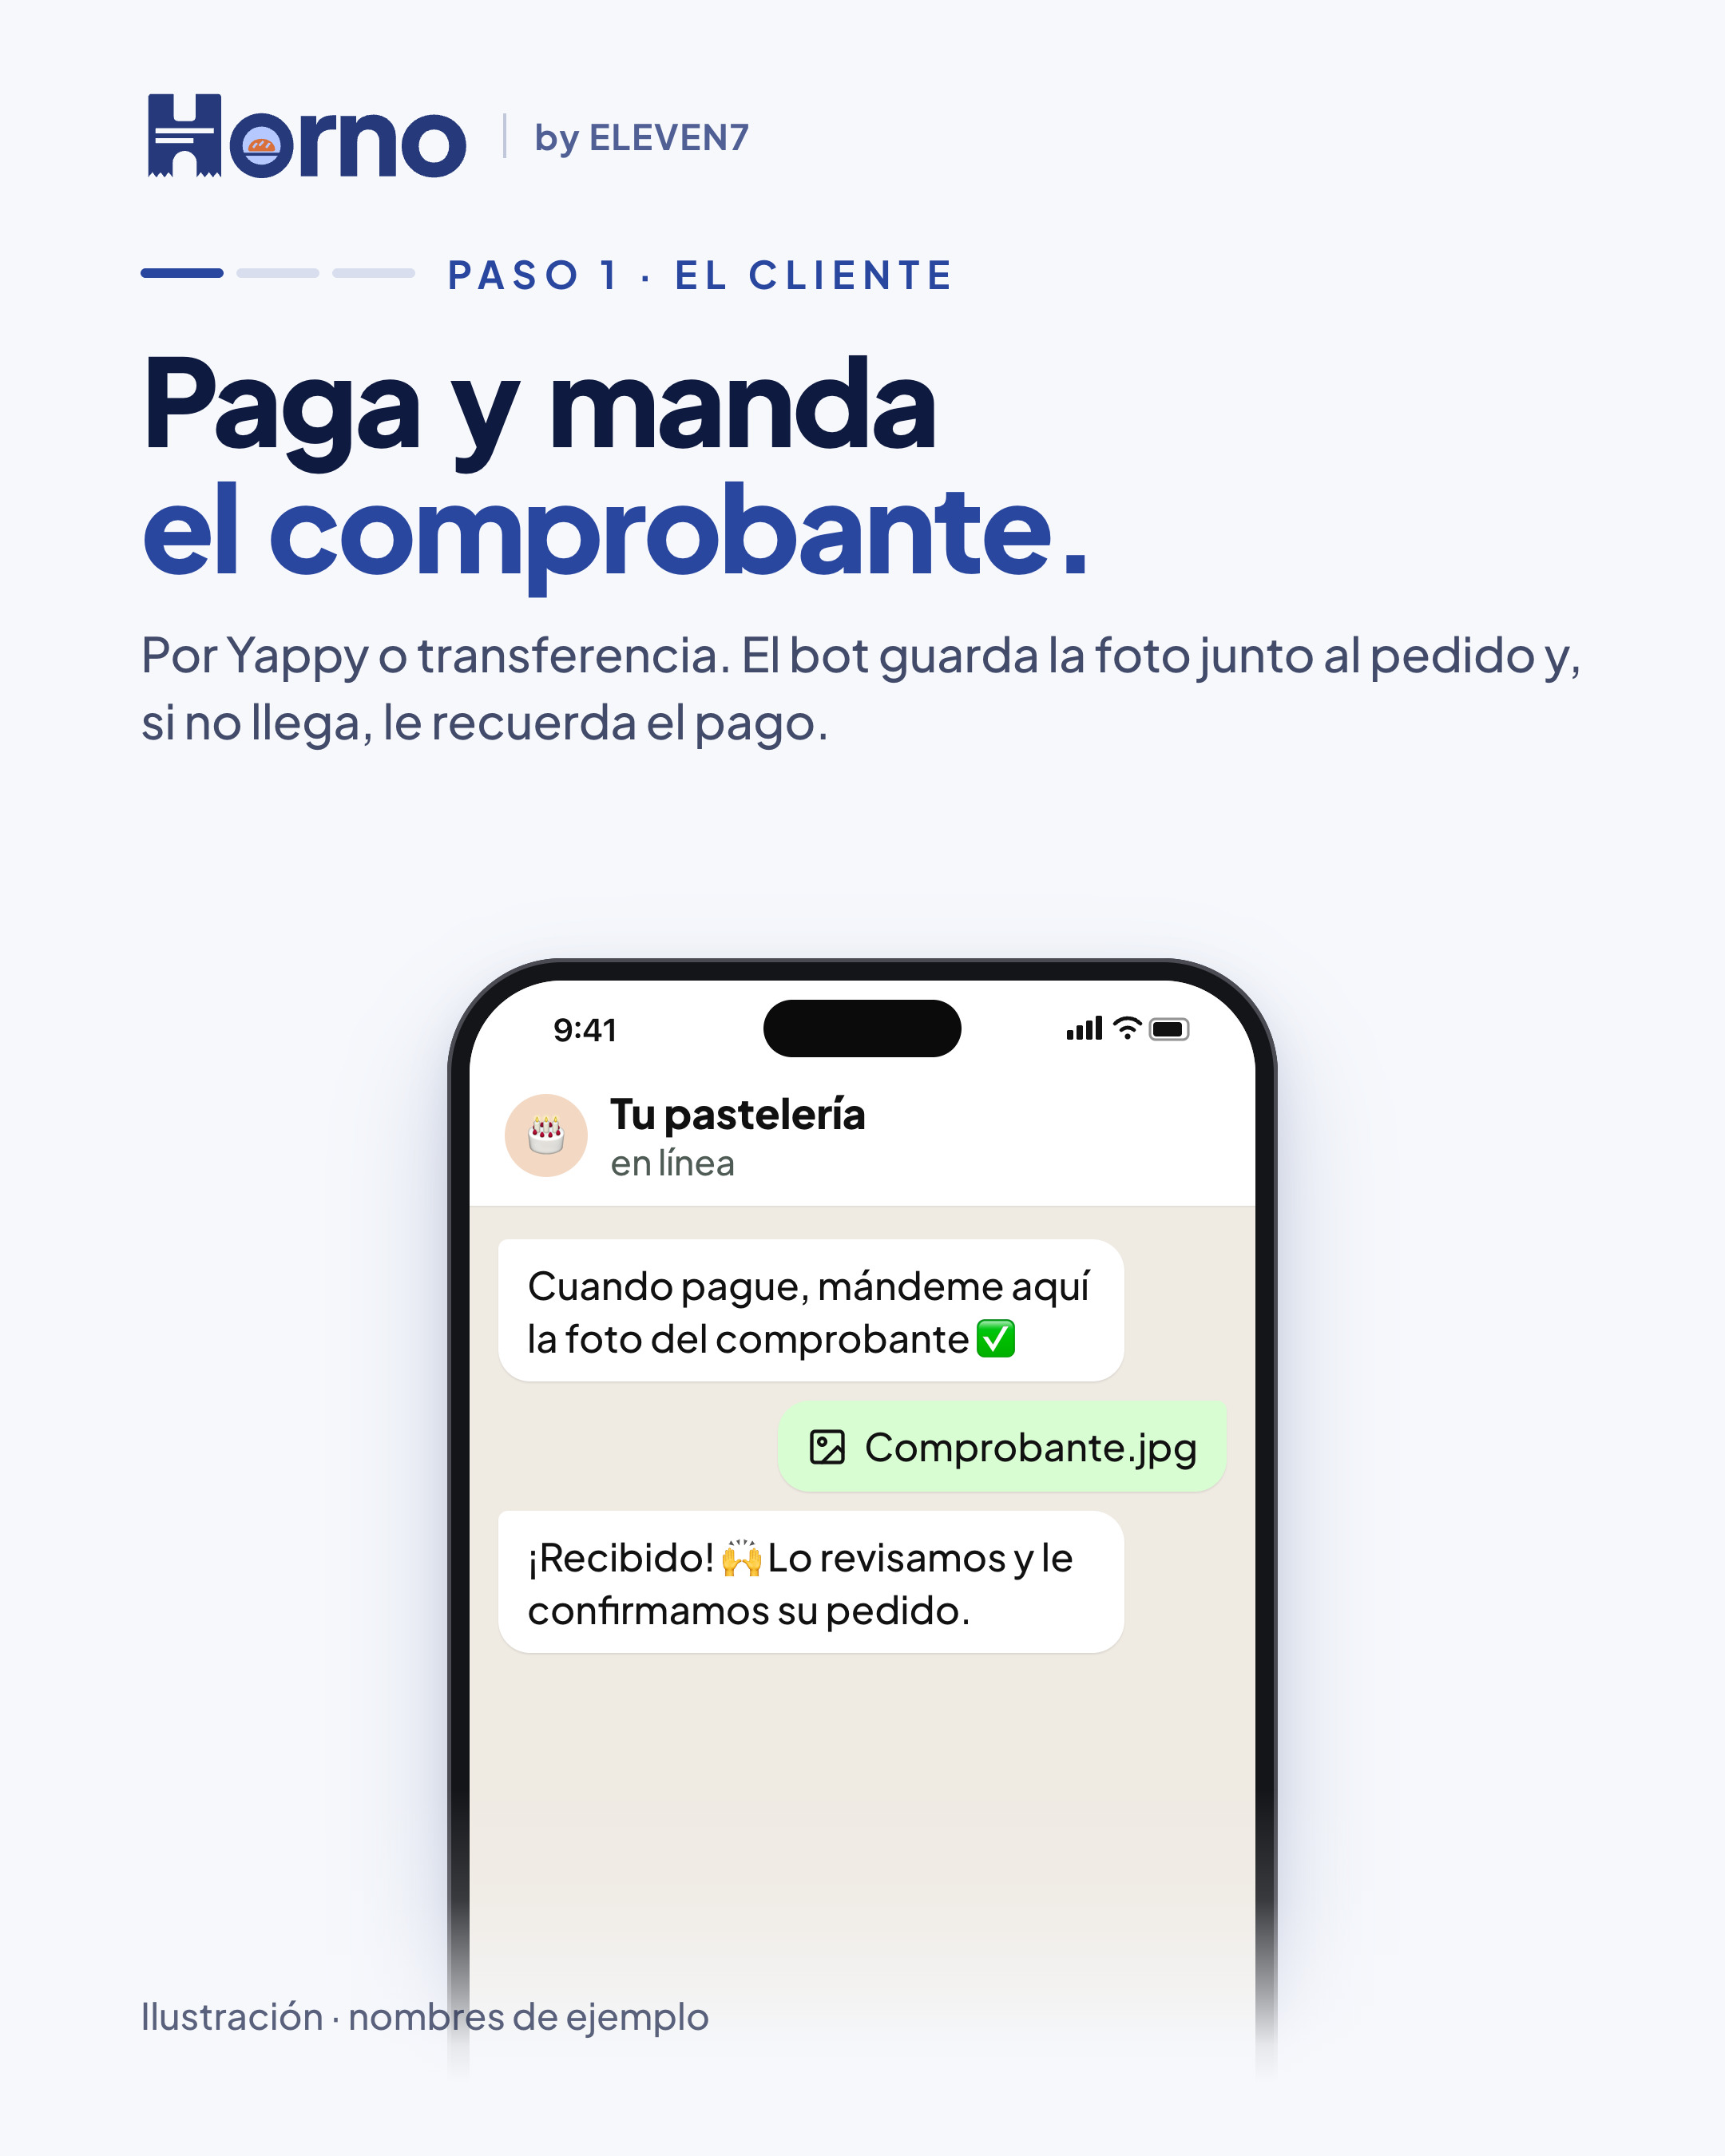 Horno | by ELEVEN7
PASO 1 · EL CLIENTE
Paga y manda
el comprobante.
Por Yappy o transferencia. El bot guarda la foto junto al pedido y,
si no llega, le recuerda el pago.
9:41
Tu pastelería
en línea
Cuando pague, mándeme aquí
la foto del comprobante ✅
Comprobante.jpg
¡Recibido! 🙌 Lo revisamos y le
confirmamos su pedido.
Ilustración · nombres de ejemplo